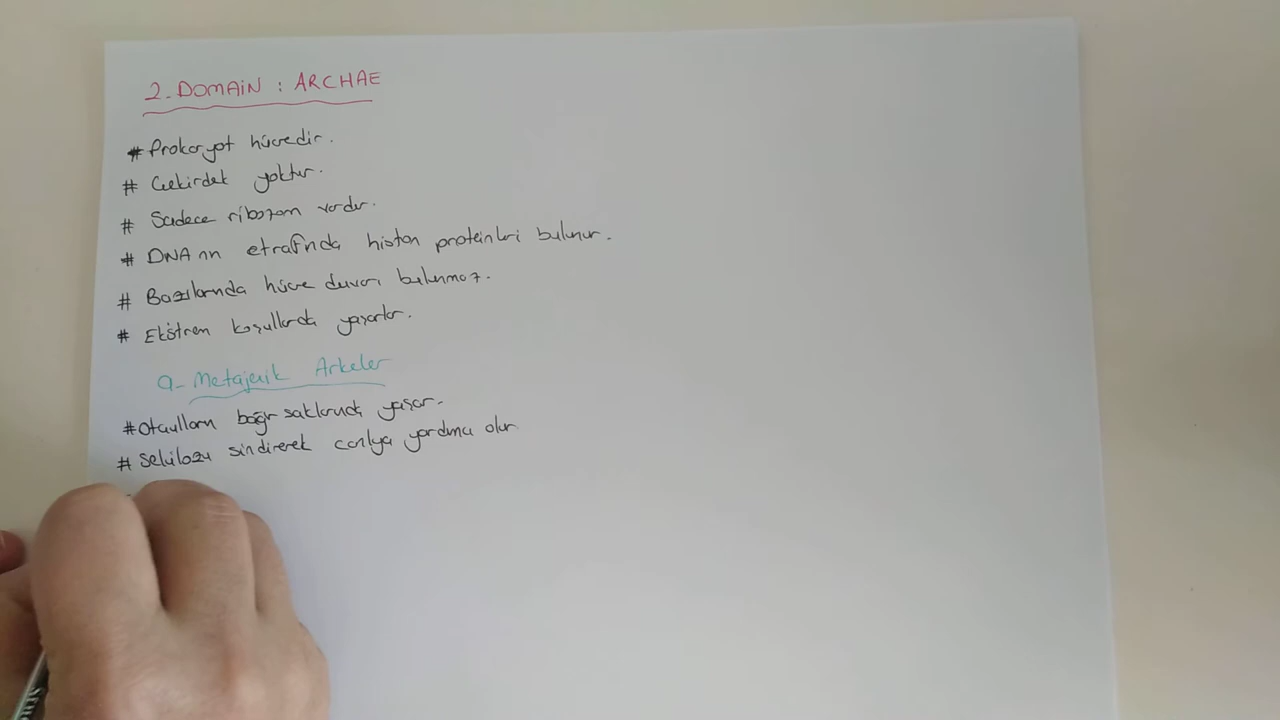 2. DOMAIN : ARCHAE
# Prokaryot hücredir.
# Çekirdek yoktur.
# Sadece ribozom vardır.
# DNA nın etrafında histon proteinleri bulunur.
# Bazılarında hücre duvarı bulunmaz.
# Ekstrem koşullarda yaşarlar.
a- Metajenik Arkeler
# Otçulların bağırsaklarında yaşar.
# Selülozu sindirerek canlıya yardımcı olur